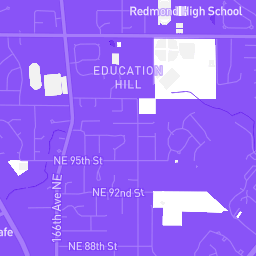 Redmond High School
EDUCATION
HILL
NE 95th St
NE 92nd St
166th Ave NE
afe
NE 88th St